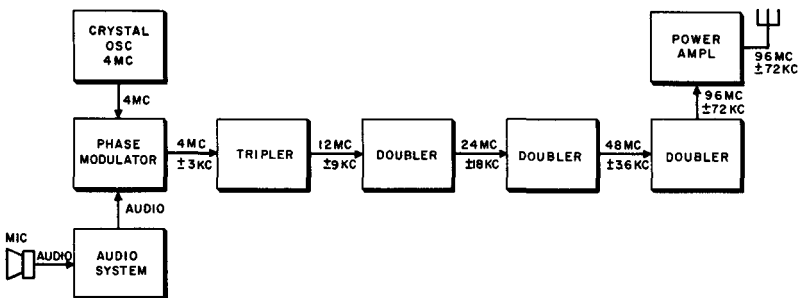 CRYSTAL
OSC
4MC
4MC
PHASE
MODULATOR
4MC
±3KC
TRIPLER
12MC
±9KC
DOUBLER
24MC
±18KC
DOUBLER
48MC
±36KC
DOUBLER
96MC
±72KC
POWER
AMPL
96MC
±72KC
AUDIO
MIC
AUDIO
AUDIO
SYSTEM